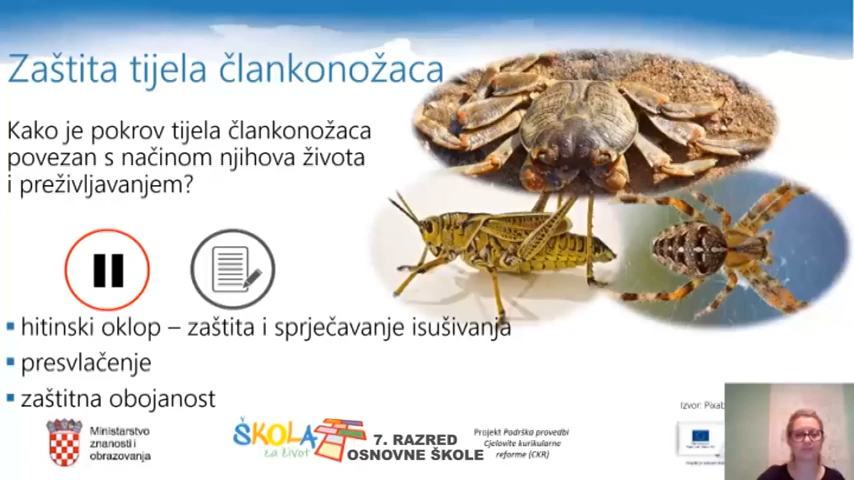 Zaštita tijela člankonožaca
Kako je pokrov tijela člankonožaca
povezan s načinom njihova života
i preživljavanjem?
hitinski oklop – zaštita i sprječavanje isušivanja
presvlačenje
zaštitna obojanost
Ministarstvo
znanosti i
obrazovanja
ŠKOLA
za život
7. RAZRED
OSNOVNE ŠKOLE
Projekt Podrška provedbi
Cjelovite kurikularne
reforme (CKR)
Izvor: Pixab